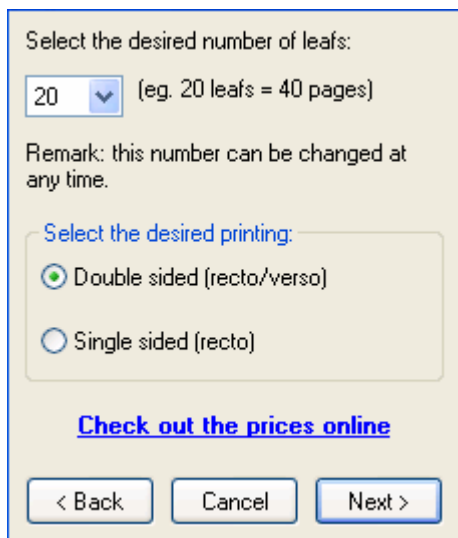 Select the desired number of leafs:
20 (eg. 20 leafs = 40 pages)
Remark: this number can be changed at
any time.
Select the desired printing:
Double sided (recto/verso)
Single sided (recto)
Check out the prices online
< Back Cancel Next >